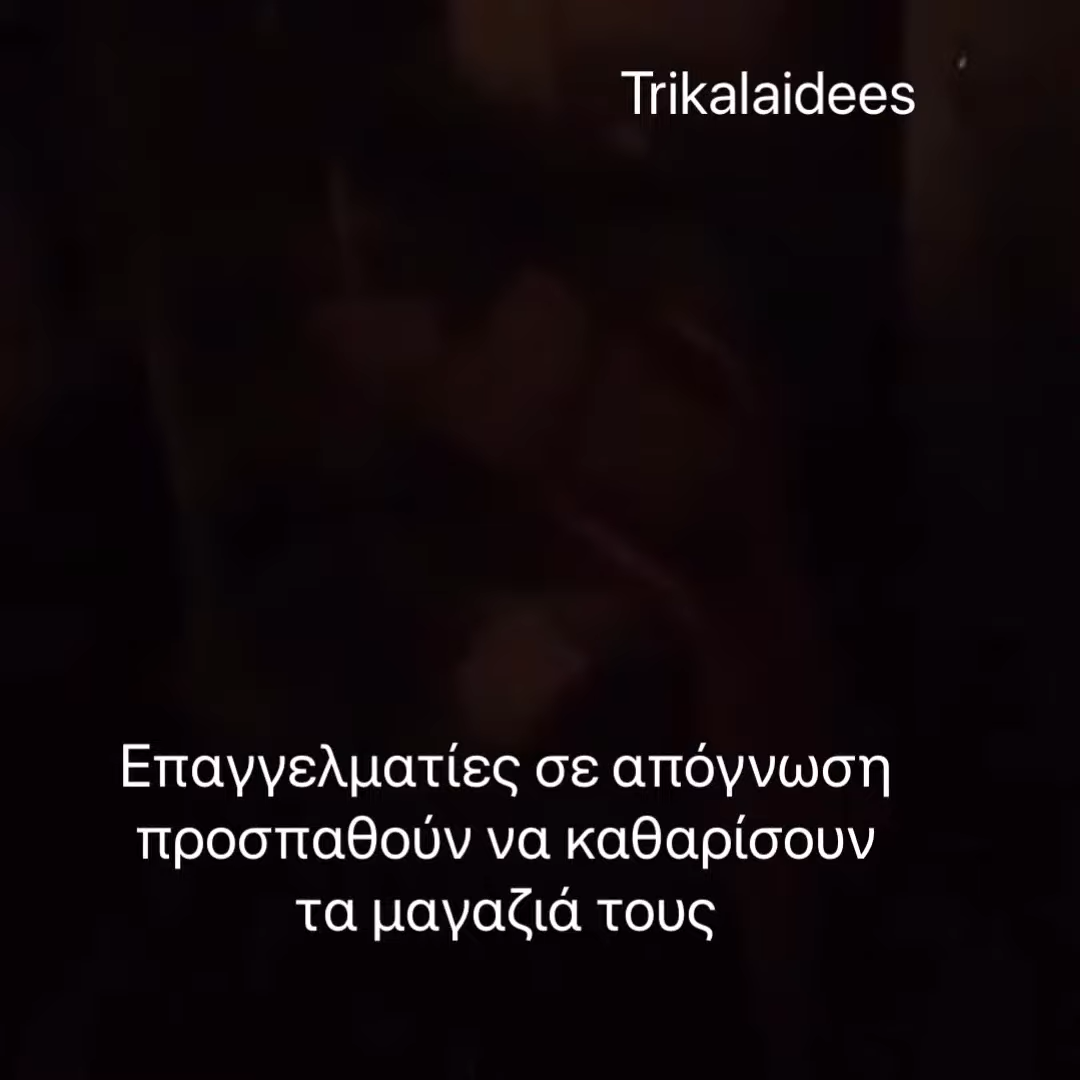 Trikalaidees
Επαγγελματίες σε απόγνωση
προσπαθούν να καθαρίσουν
τα μαγαζιά τους